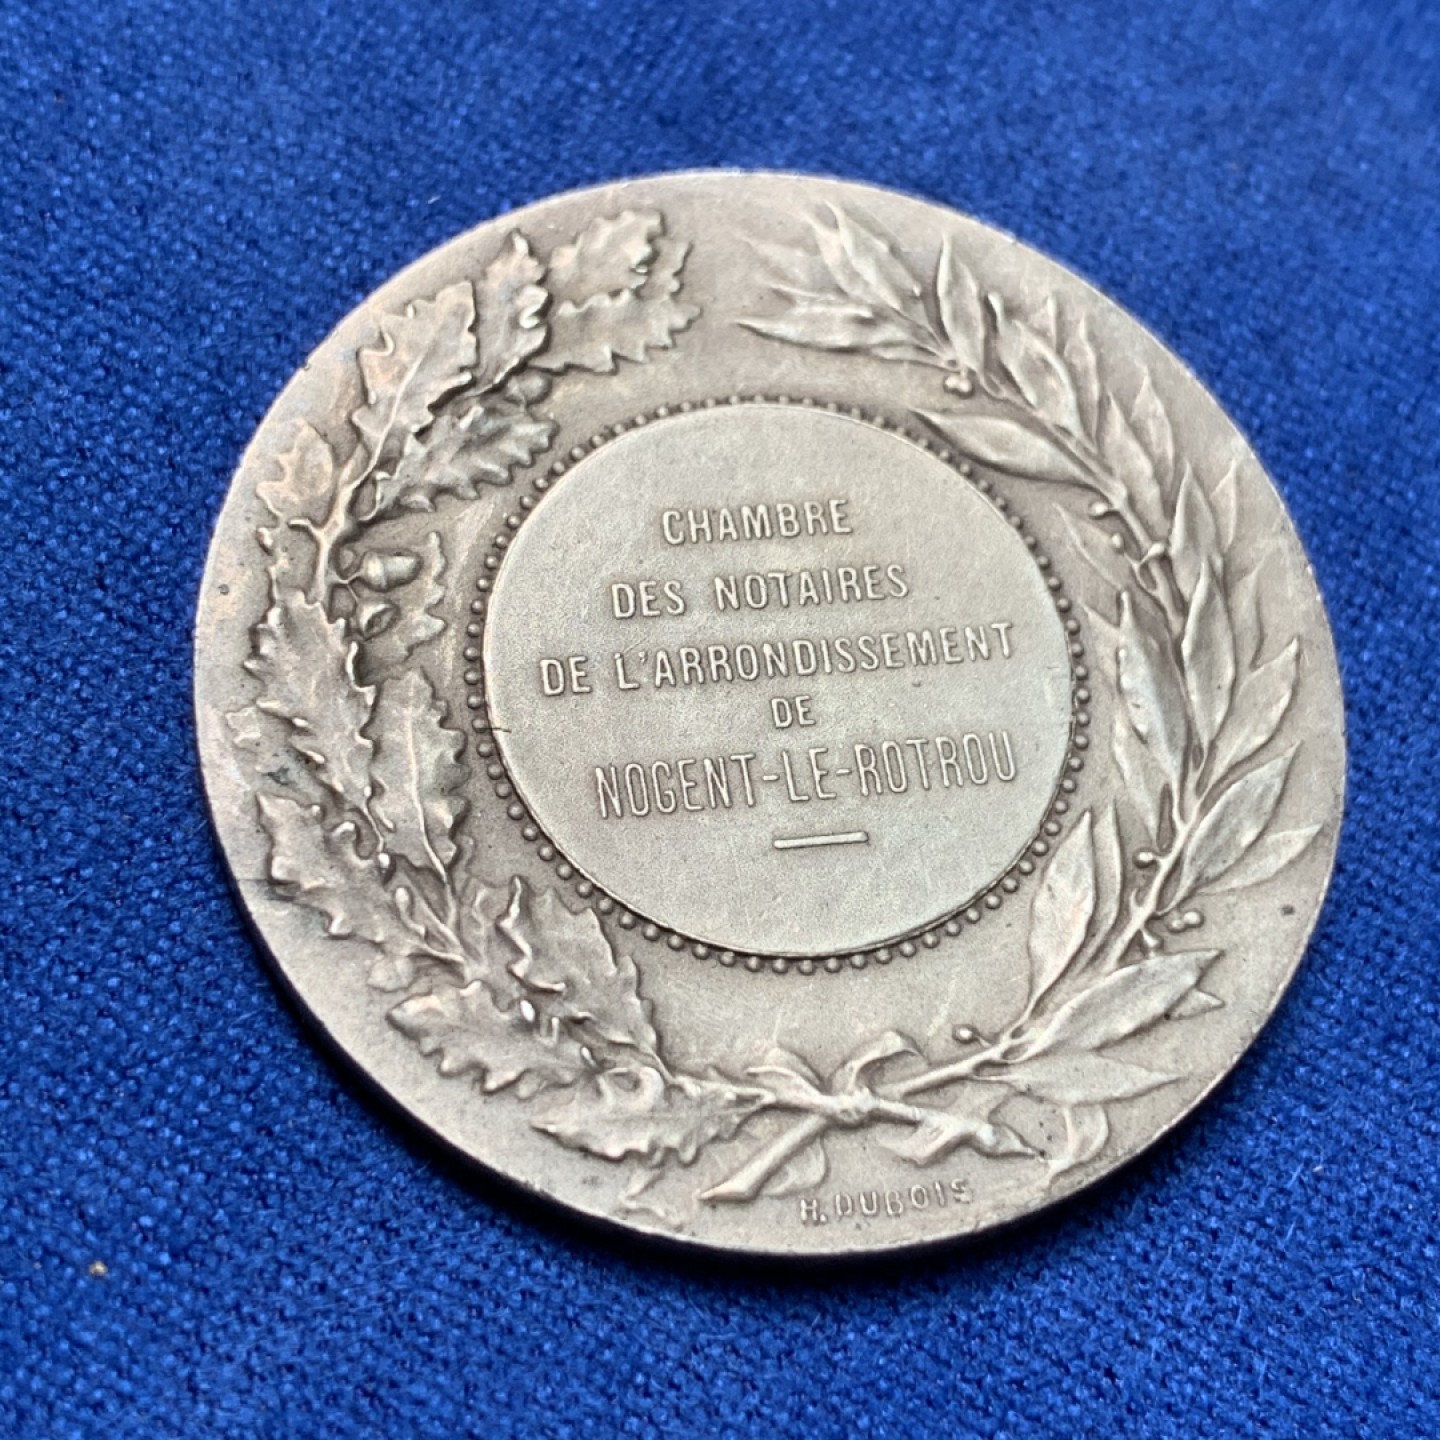 CHAMBRE
DES NOTAIRES
DE L'ARRONDISSEMENT
DE
NOGENT-LE-ROTROU
H. DUBOIS